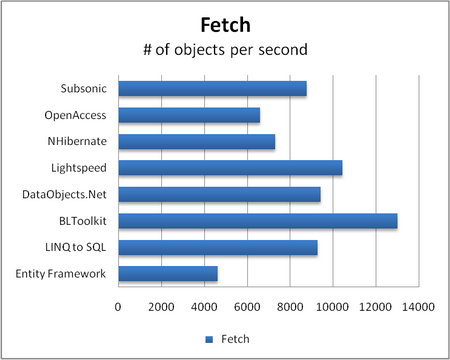 Fetch
# of objects per second
Subsonic
OpenAccess
NHibernate
Lightspeed
DataObjects.Net
BLToolkit
LINQ to SQL
Entity Framework
0 2000 4000 6000 8000 10000 12000 14000
Fetch